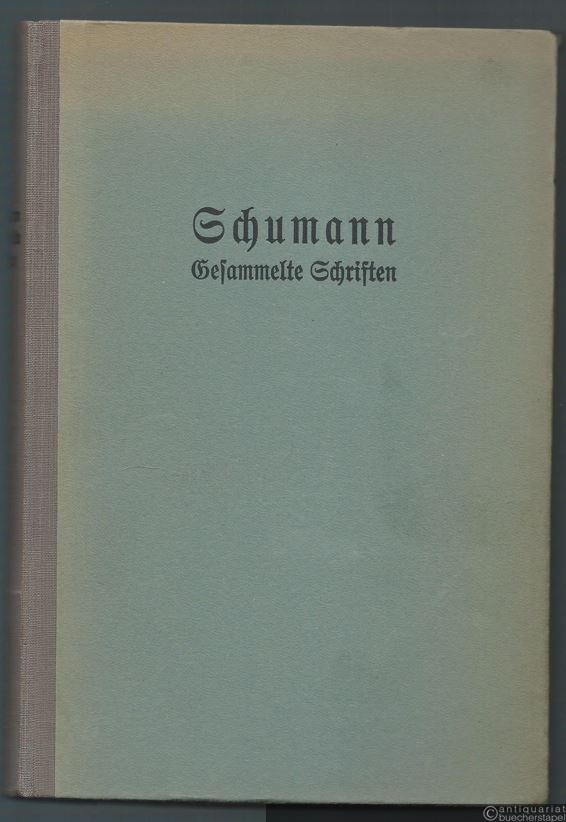 Schumann
Gesammelte Schriften
antiquariat
buecherstapel